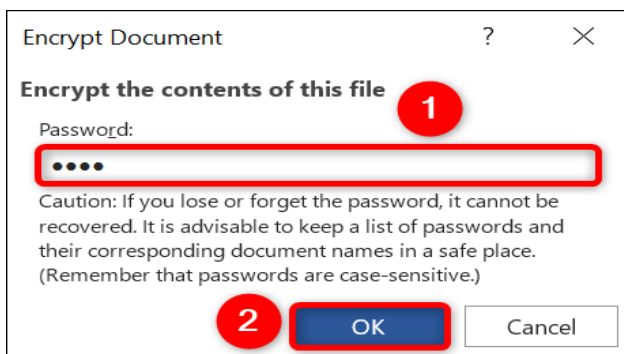 Encrypt Document ?
Encrypt the contents of this file
1
Password:
••••
Caution: If you lose or forget the password, it cannot be
recovered. It is advisable to keep a list of passwords and
their corresponding document names in a safe place.
(Remember that passwords are case-sensitive.)
2
OK Cancel